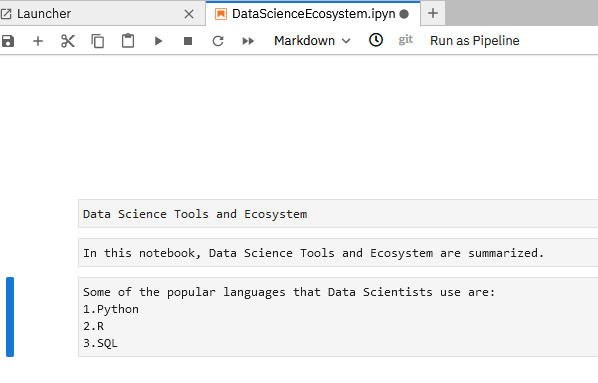 Launcher
DataScienceEcosystem.ipyn
Markdown git Run as Pipeline
Data Science Tools and Ecosystem
In this notebook, Data Science Tools and Ecosystem are summarized.
Some of the popular languages that Data Scientists use are:
1.Python
2.R
3.SQL